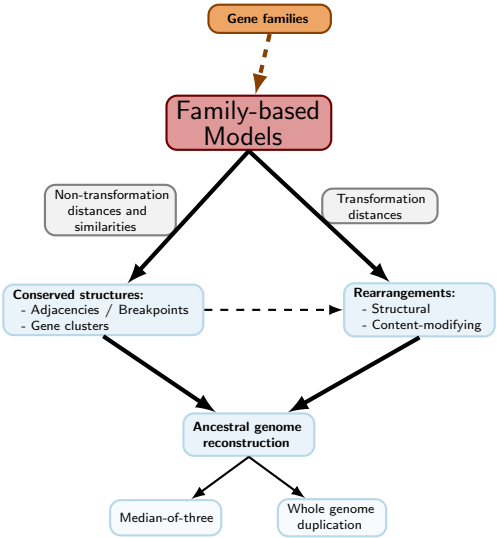 Gene families
Family-based
Models
Non-transformation
distances and
similarities
Transformation
distances
Conserved structures:
- Adjacencies / Breakpoints
- Gene clusters
Rearrangements:
- Structural
- Content-modifying
Ancestral genome
reconstruction
Median-of-three
Whole genome
duplication